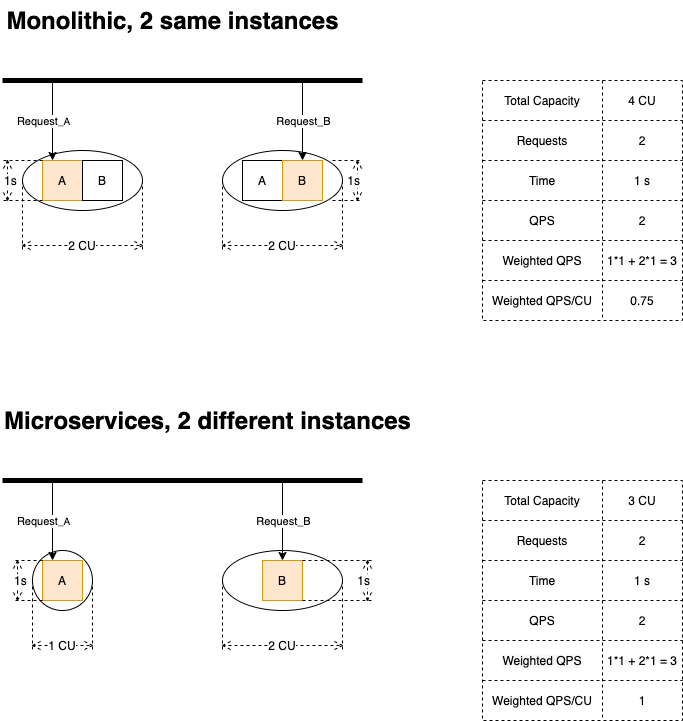 Monolithic, 2 same instances
Request_A
Request_B
1s
A
B
A
B
1s
2 CU
2 CU
Total Capacity 4 CU
Requests 2
Time 1 s
QPS 2
Weighted QPS 1*1 + 2*1 = 3
Weighted QPS/CU 0.75
Microservices, 2 different instances
Request_A
Request_B
1s
A
B
1s
1 CU
2 CU
Total Capacity 3 CU
Requests 2
Time 1 s
QPS 2
Weighted QPS 1*1 + 2*1 = 3
Weighted QPS/CU 1